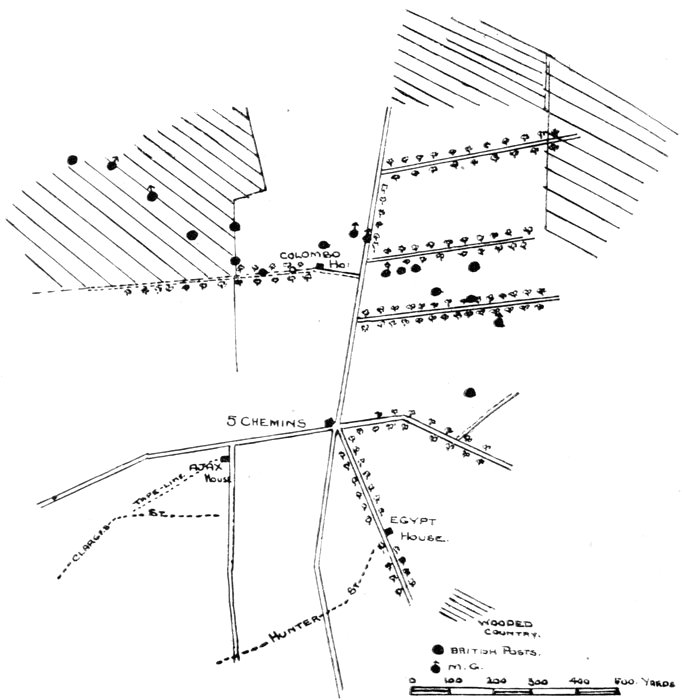 COLOMBO
Ho:
5 CHEMINS
AJAX
House
TAPE-LINE
CLARGES ST.
EGYPT
HOUSE.
HUNTER ST.
WOODED
COUNTRY.
BRITISH POSTS.
M.G.
0 100 200 300 400 500 YARDS